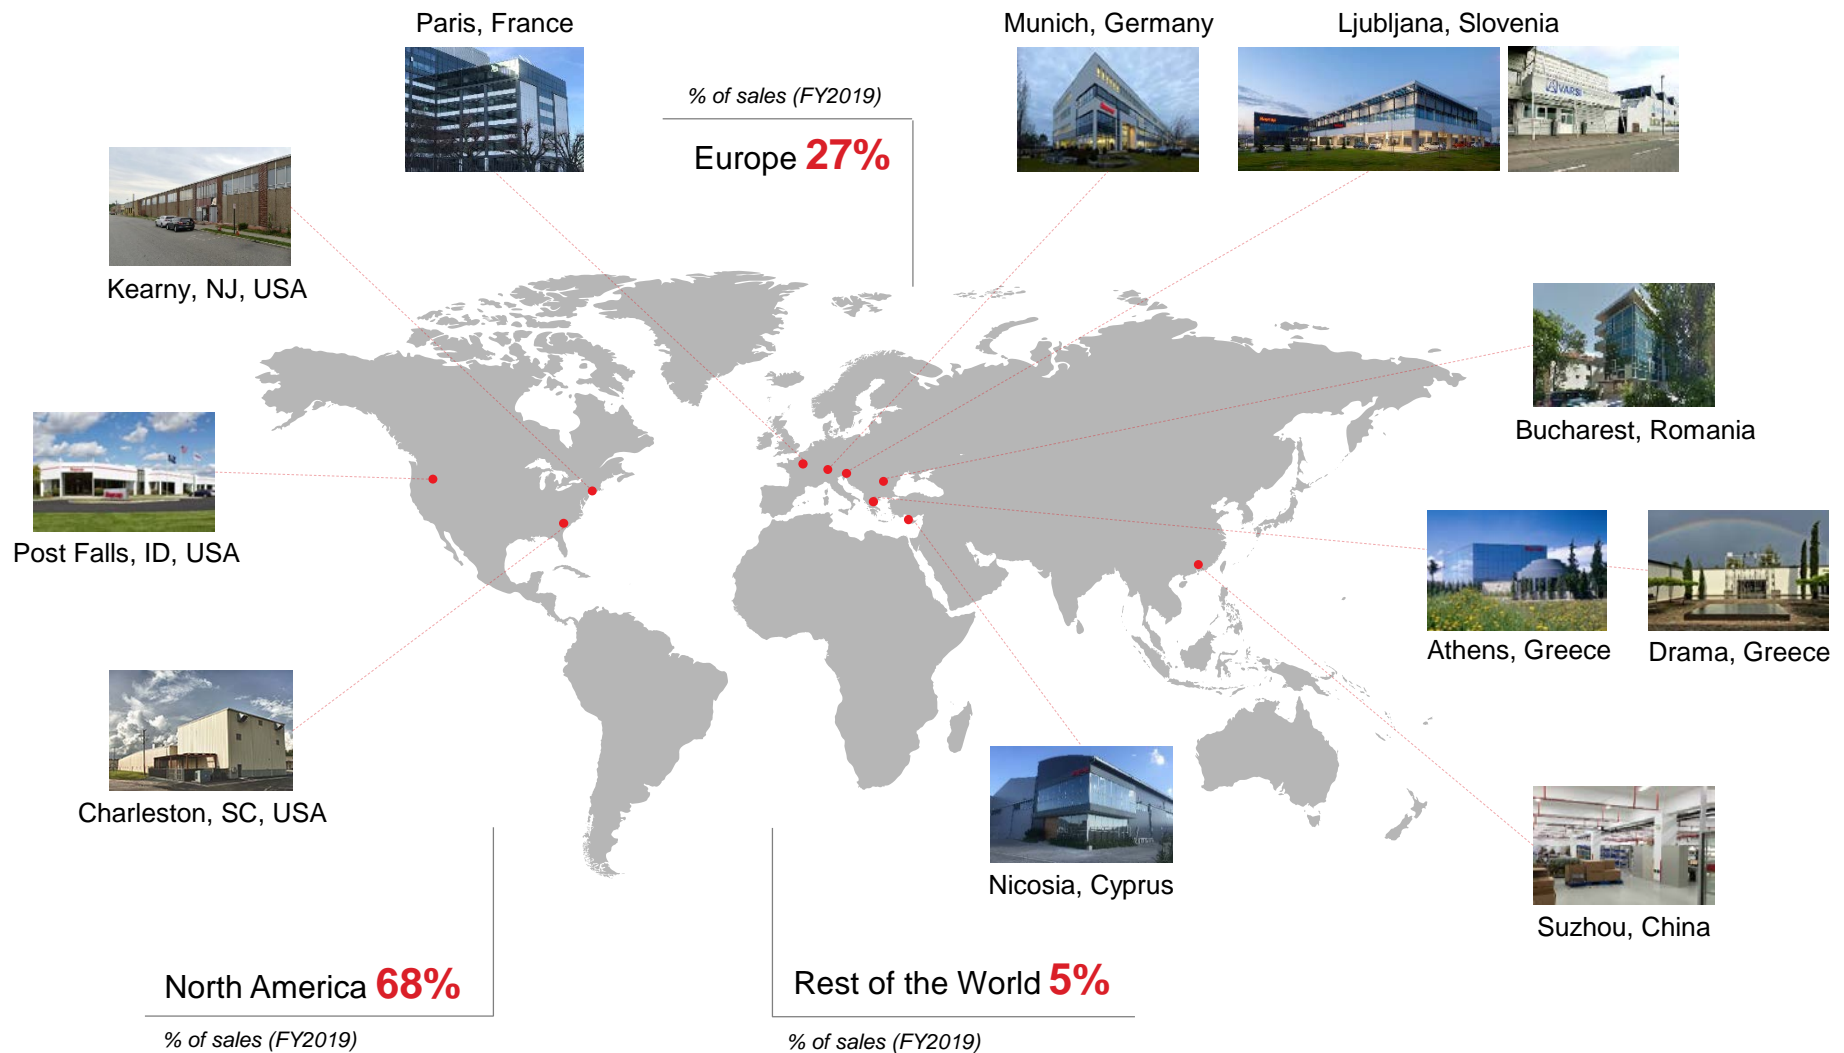 Paris, France
Munich, Germany
Ljubljana, Slovenia
% of sales (FY2019)
Europe 27%
Kearny, NJ, USA
Bucharest, Romania
Post Falls, ID, USA
Athens, Greece
Drama, Greece
Charleston, SC, USA
Nicosia, Cyprus
Suzhou, China
North America 68%
% of sales (FY2019)
Rest of the World 5%
% of sales (FY2019)